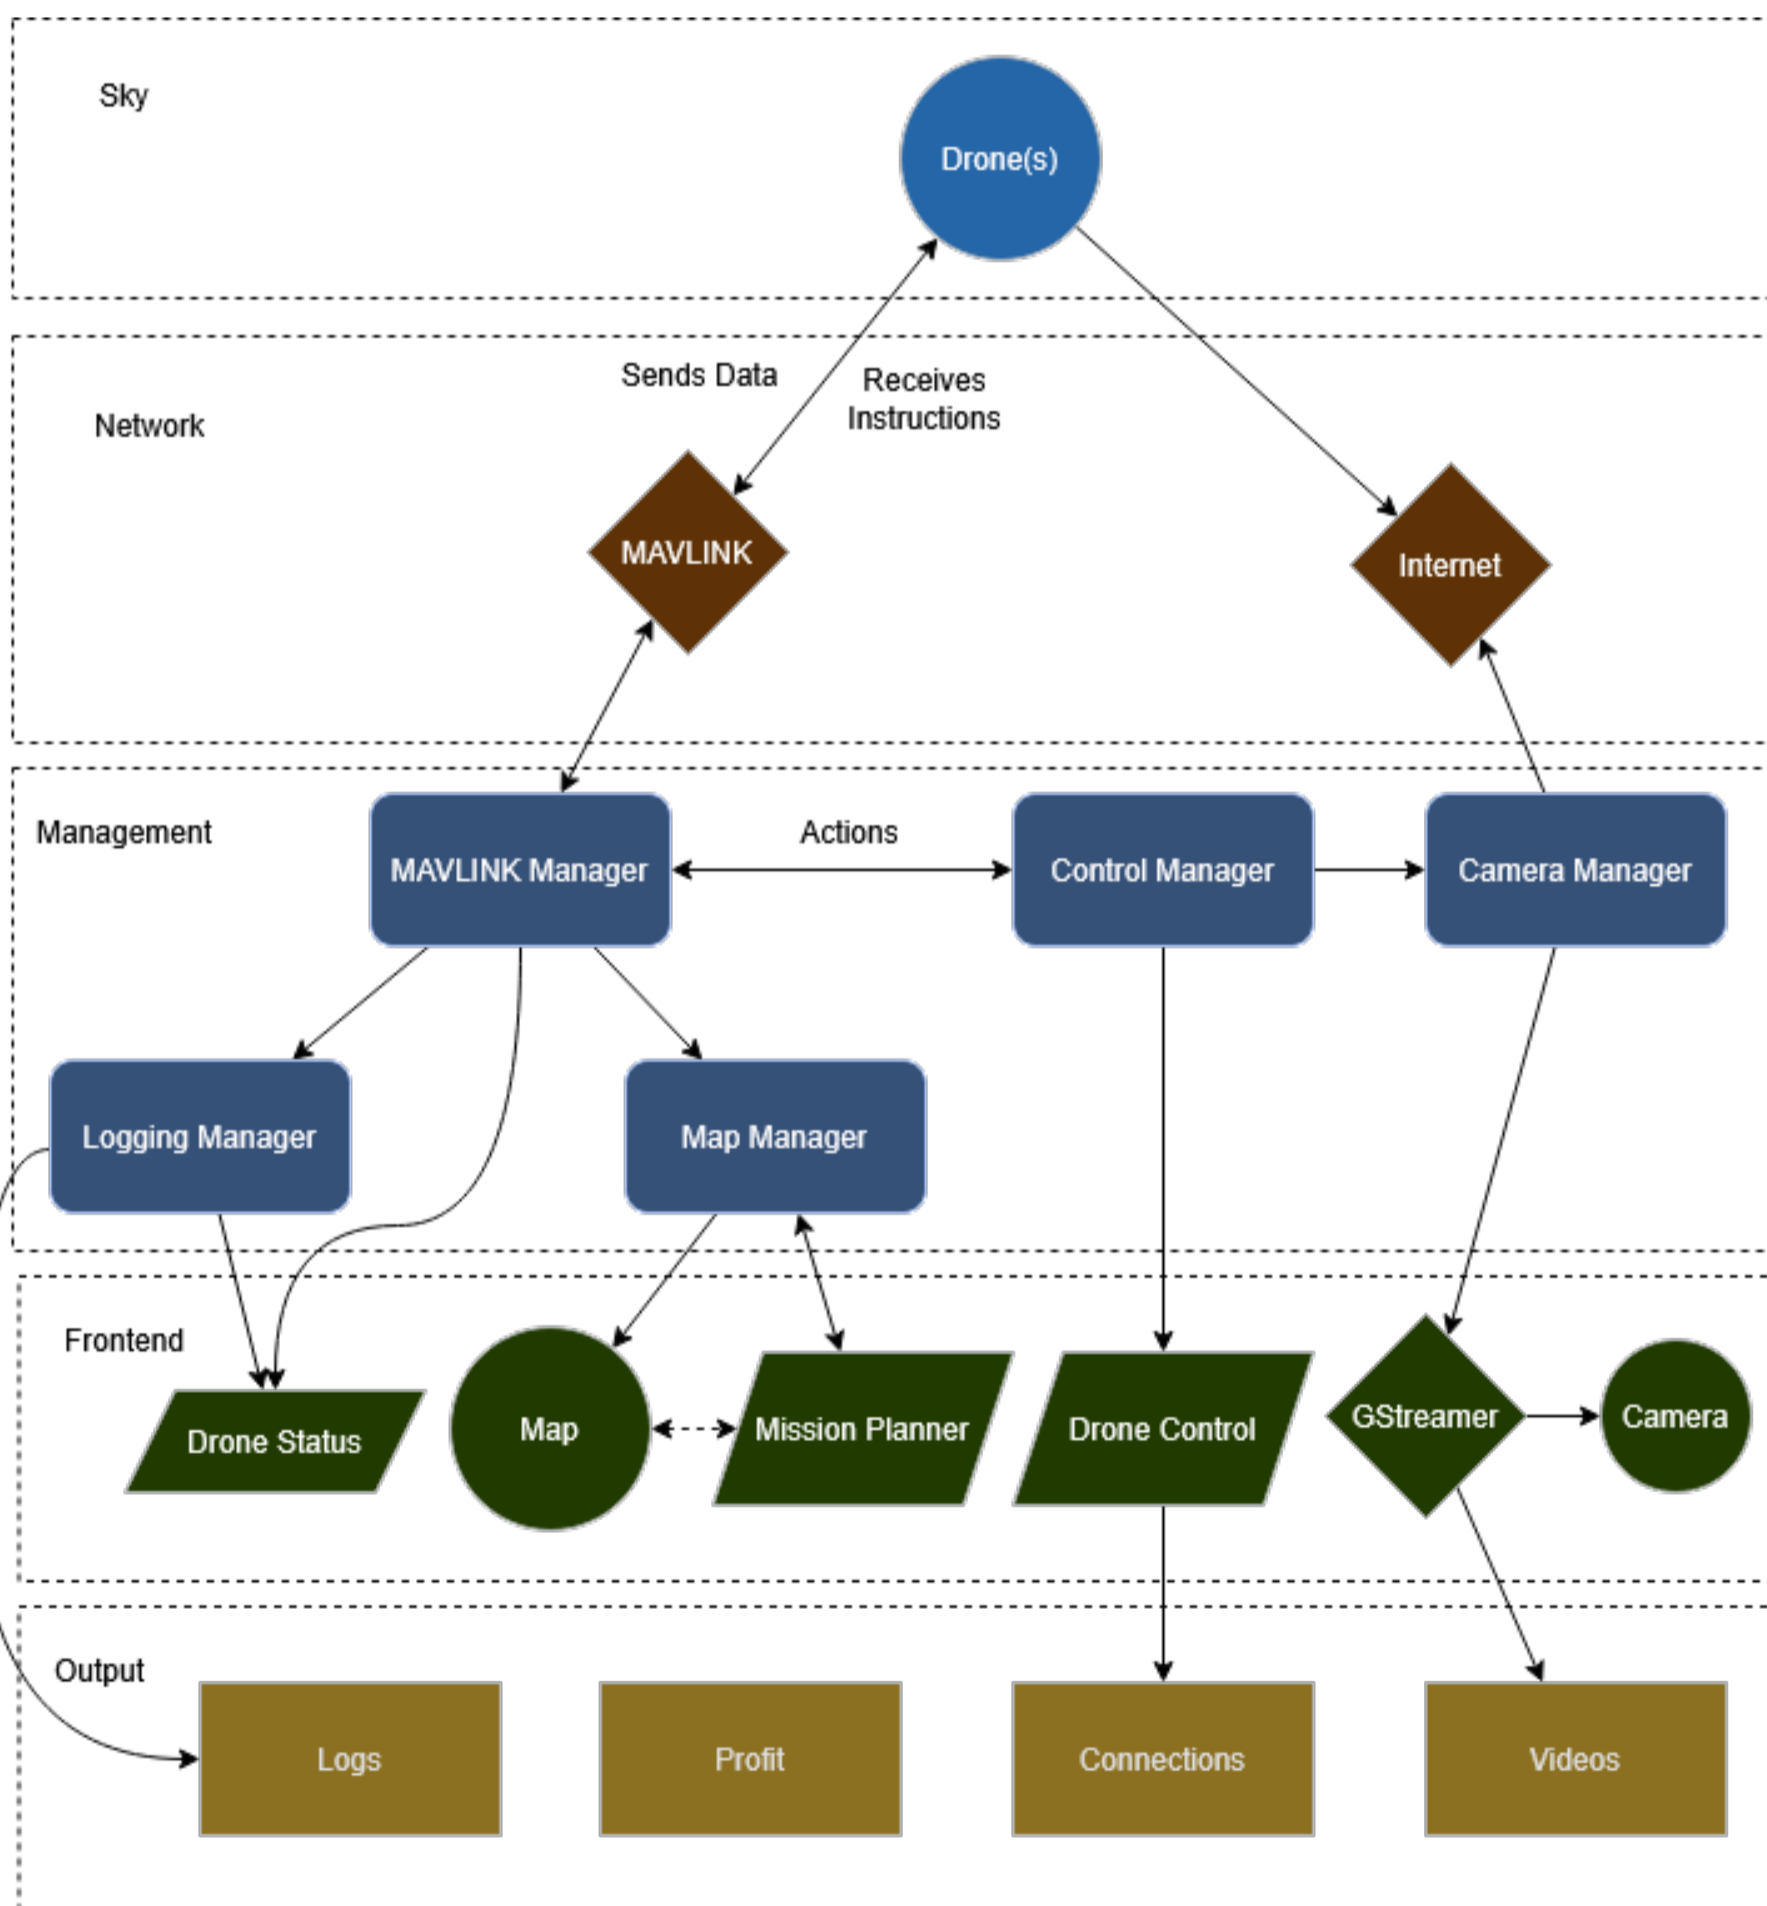 Sky
Drone(s)
Sends Data
Receives
Instructions
Network
MAVLINK
Internet
Management
Actions
MAVLINK Manager
Control Manager
Camera Manager
Logging Manager
Map Manager
Frontend
Drone Status
Map
Mission Planner
Drone Control
GStreamer
Camera
Output
Logs
Profit
Connections
Videos